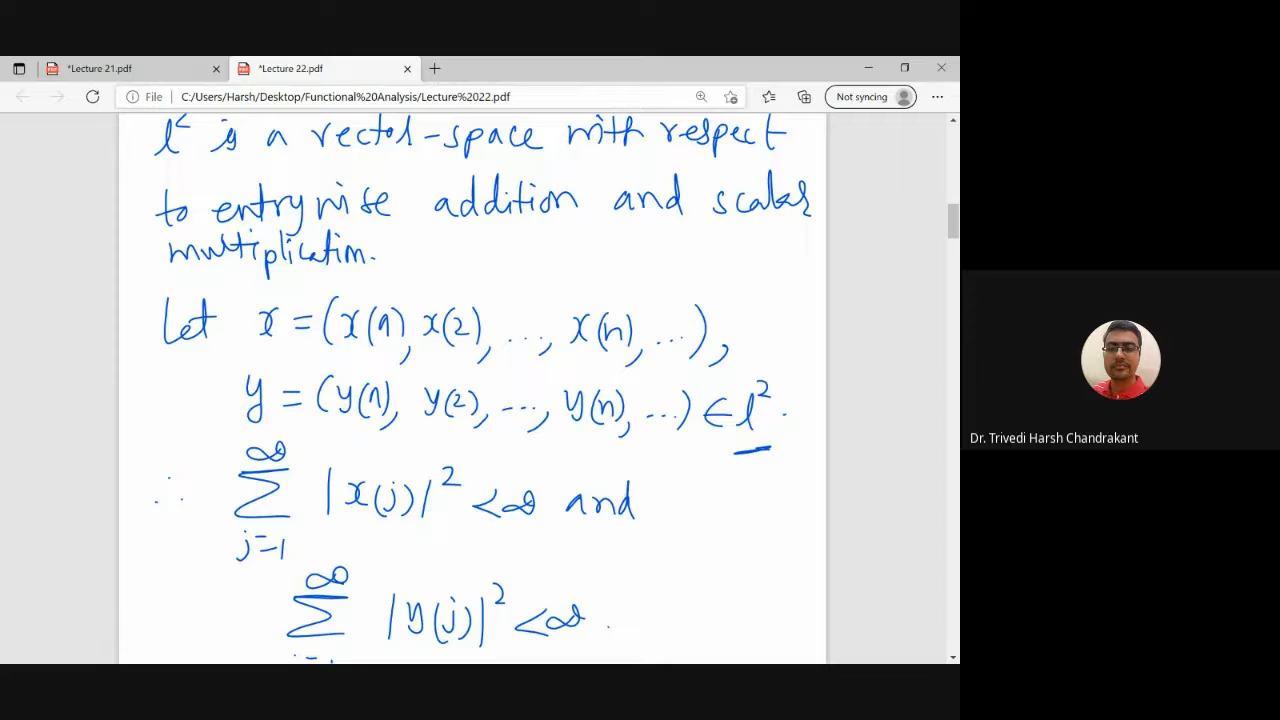 *Lecture 21.pdf
*Lecture 22.pdf
File
C:/Users/Harsh/Desktop/Functional%20Analysis/Lecture%2022.pdf
Not syncing
l² is a vector-space with respect
to entrywise addition and scalar
multiplication.
Let x = (x(1), x(2), ..., x(n), ...),
y = (y(1), y(2), ..., y(n), ...) ∈ l².
∴ ∞
∑ |x(j)|² < ∞ and
j=1
∞
∑ |y(j)|² < ∞.
Dr. Trivedi Harsh Chandrakant